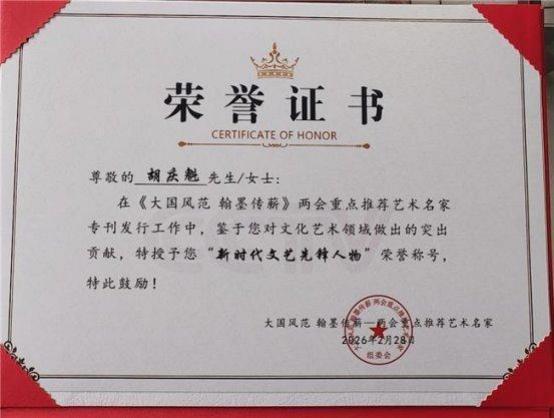 荣誉证书
CERTIFICATE OF HONOR
尊敬的 胡庆魁 先生/女士：
在《大国风范 翰墨传薪》两会重点推荐艺术名家
专刊发行工作中，鉴于您对文化艺术领域做出的突出
贡献，特授予您“新时代文艺先锋人物”荣誉称号，
特此鼓励！
大国风范 翰墨传薪—两会重点推荐艺术名家
2026年2月28日
组委会